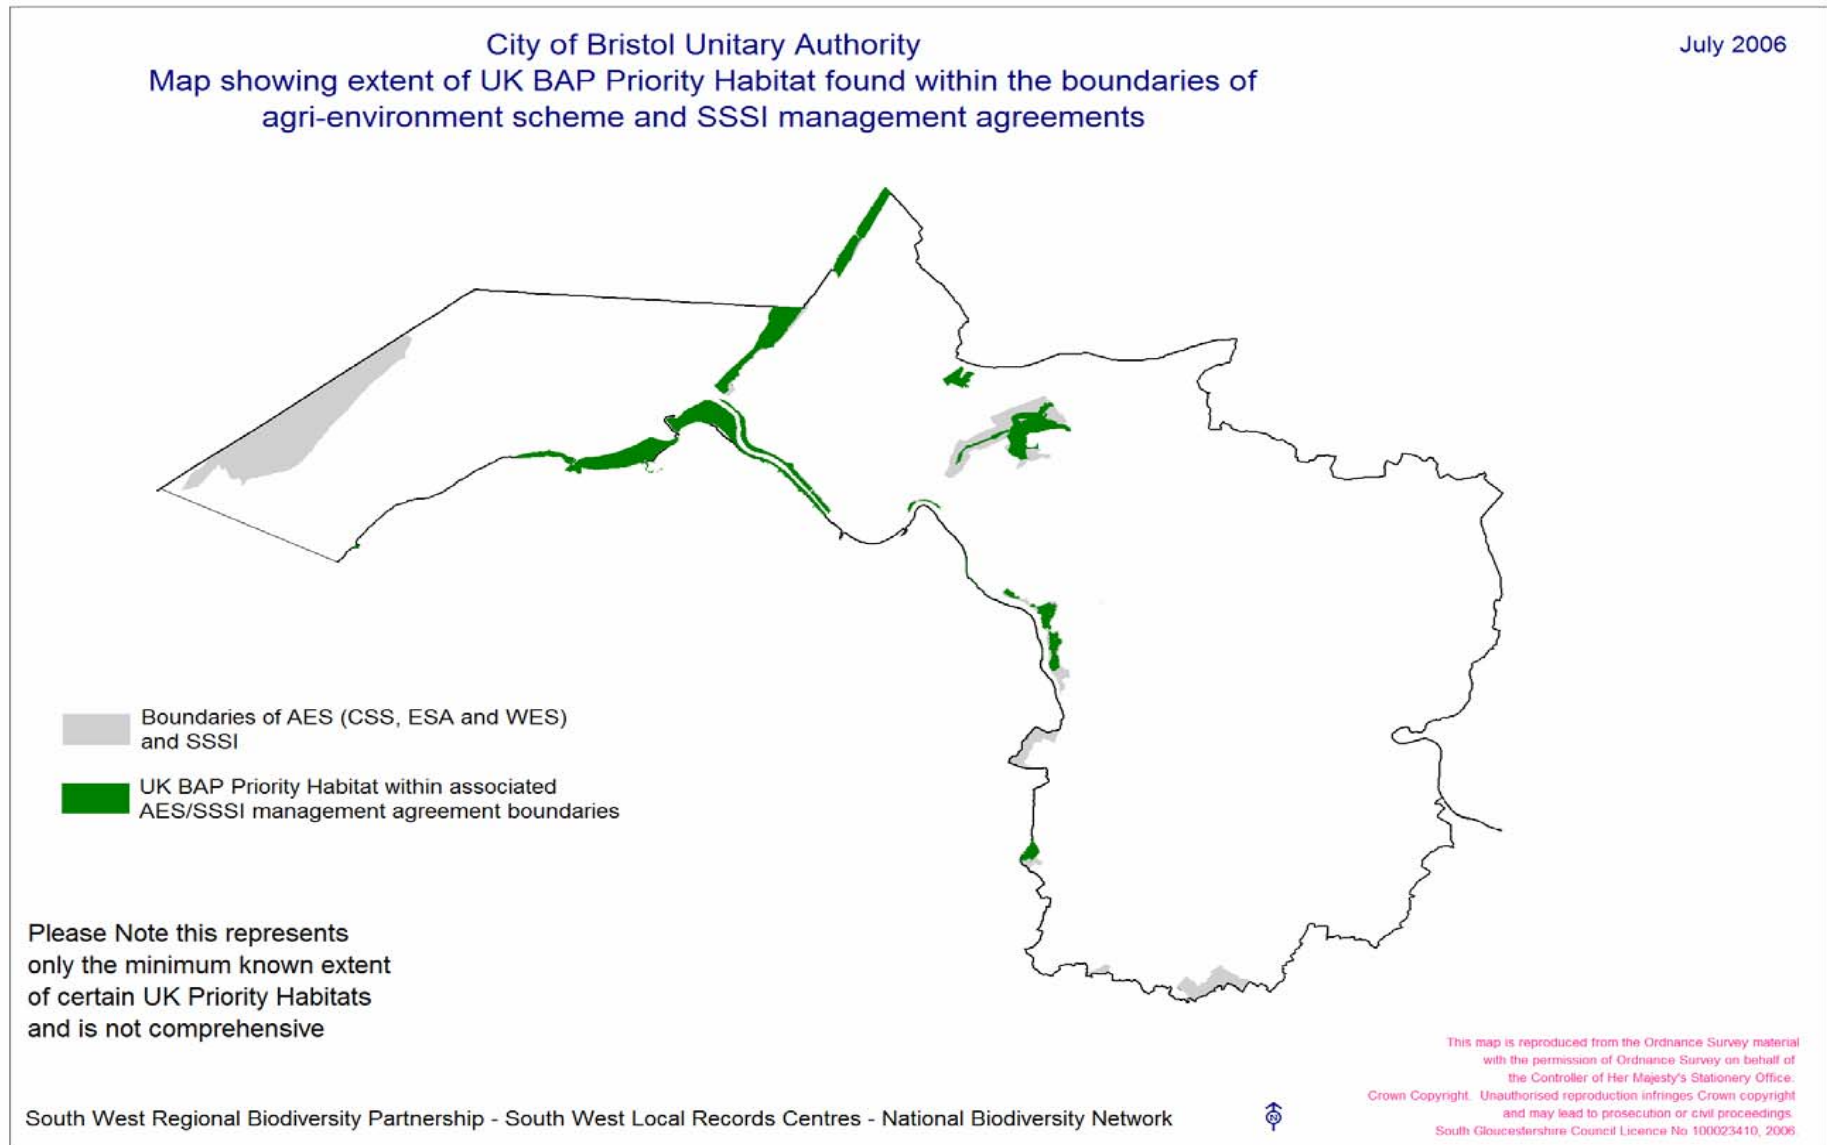 City of Bristol Unitary Authority
July 2006
Map showing extent of UK BAP Priority Habitat found within the boundaries of
agri-environment scheme and SSSI management agreements
Boundaries of AES (CSS, ESA and WES)
and SSSI
UK BAP Priority Habitat within associated
AES/SSSI management agreement boundaries
Please Note this represents
only the minimum known extent
of certain UK Priority Habitats
and is not comprehensive
This map is reproduced from the Ordnance Survey material
with the permission of Ordnance Survey on behalf of
the Controller of Her Majesty's Stationery Office.
Crown Copyright. Unauthorised reproduction infringes Crown copyright
and may lead to prosecution or civil proceedings.
South Gloucestershire Council Licence No 100023410, 2006.
South West Regional Biodiversity Partnership - South West Local Records Centres - National Biodiversity Network
N